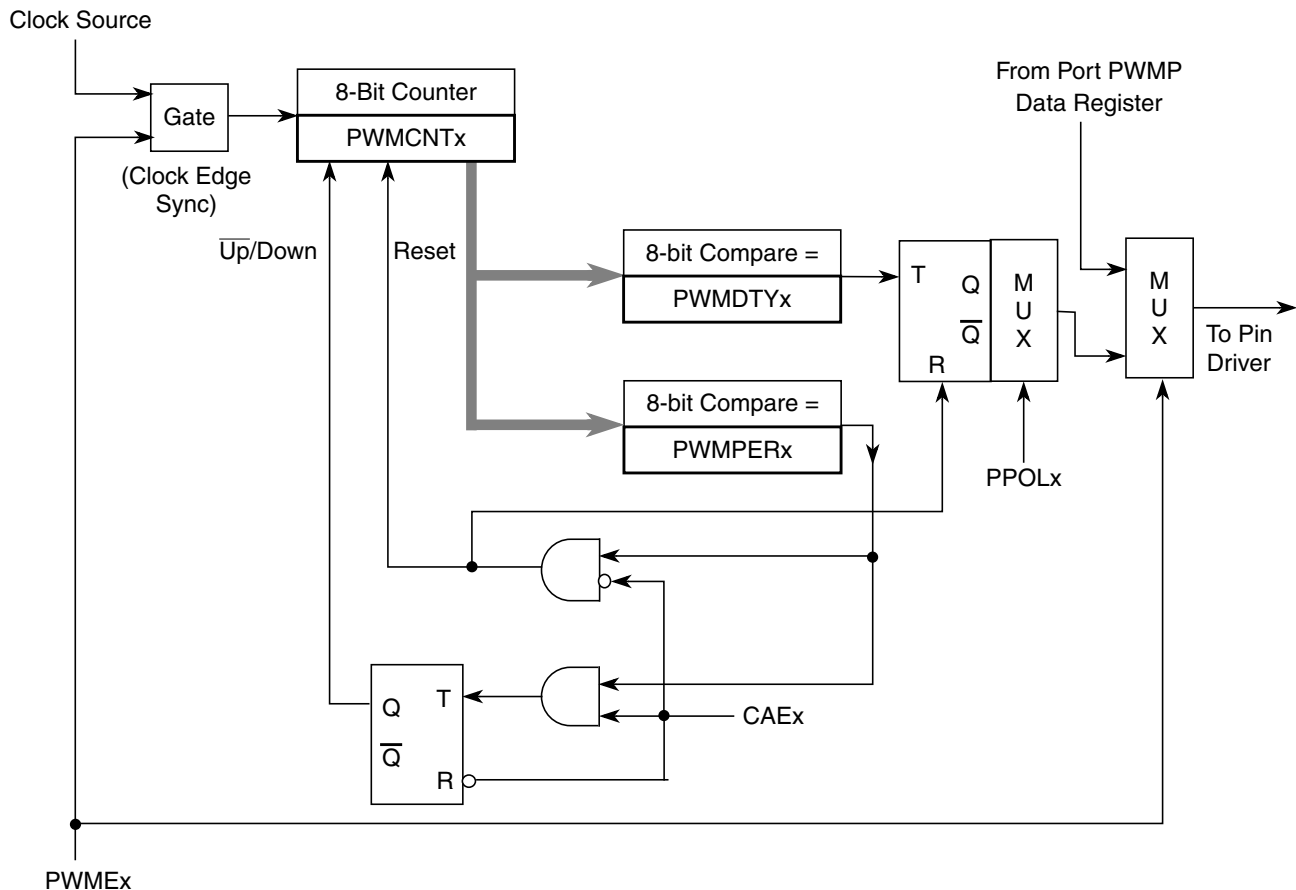 Clock Source
From Port PWMP
Data Register
8-Bit Counter
PWMCNTx
Gate
(Clock Edge
Sync)
U̅p̅/Down
Reset
8-bit Compare =
PWMDTYx
T
Q
Q̅
R
M
U
X
M
U
X
To Pin
Driver
8-bit Compare =
PWMPERx
PPOLx
Q
T
Q̅
R
CAEx
PWMEx